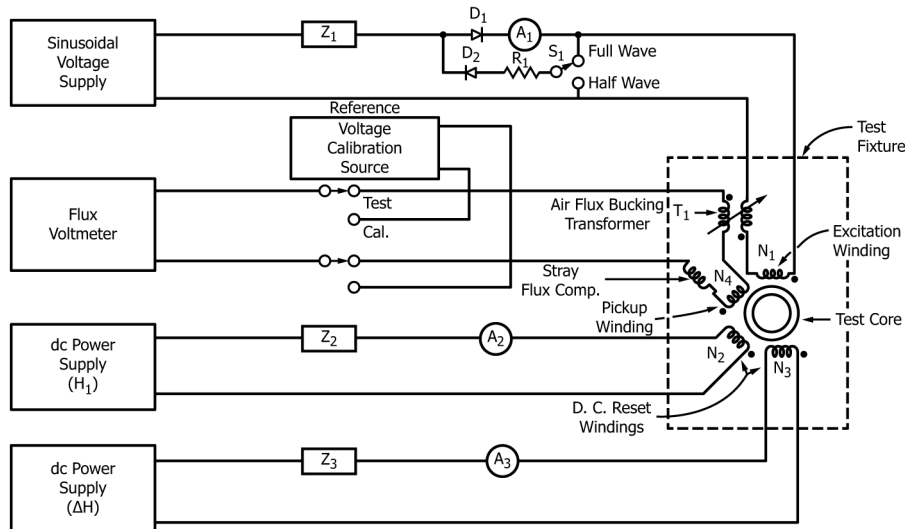 Sinusoidal
Voltage
Supply
Z1
D1
A1
D2
R1
S1
Full Wave
Half Wave
Reference
Voltage
Calibration
Source
Test
Fixture
Flux
Voltmeter
Test
Cal.
Air Flux Bucking
Transformer
T1
N1
Excitation
Winding
Stray
Flux Comp.
N4
Pickup
Winding
Test Core
dc Power
Supply
(H1)
Z2
A2
N2
N3
D. C. Reset
Windings
dc Power
Supply
(ΔH)
Z3
A3